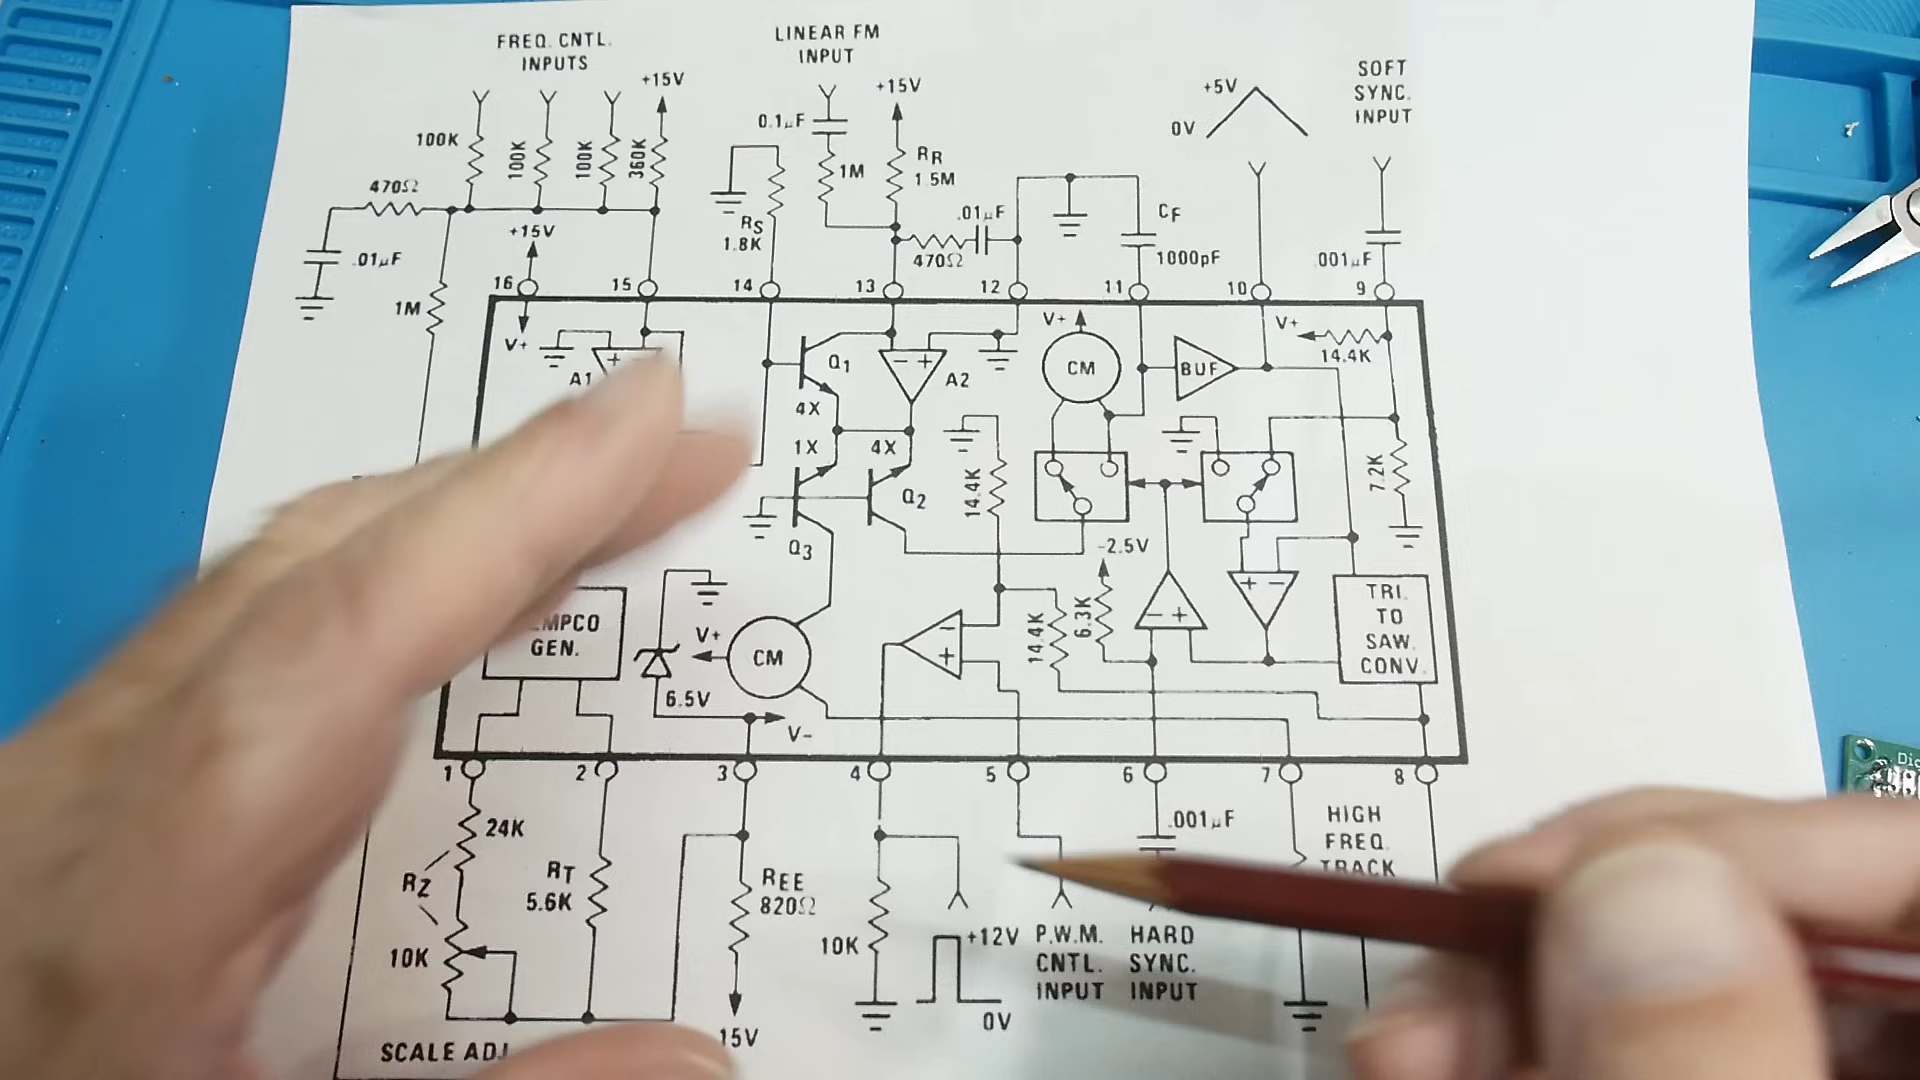 FREQ. CNTL.
INPUTS
+15V
LINEAR FM
INPUT
+15V
+5V
0V
SOFT
SYNC.
INPUT
100K
100K
100K
360K
0.1µF
1M
RR
1.5M
470Ω
.01µF
+15V
1M
RS
1.8K
.01µF
470Ω
CF
1000pF
.001µF
16
15
14
13
12
11
10
9
V+
A1
Q1
4X
A2
V+
CM
BUF
V+
14.4K
1X
4X
Q2
Q3
14.4K
7.2K
-2.5V
6.3K
14.4K
TRI.
TO
SAW.
CONV.
MPCO
GEN.
6.5V
V+
CM
V-
1
2
3
4
5
6
7
8
24K
RZ
10K
RT
5.6K
REE
820Ω
10K
.001µF
HIGH
FREQ.
TRACK
+12V
0V
P.W.M.
CNTL.
INPUT
HARD
SYNC.
INPUT
15V
SCALE ADJ
Dic